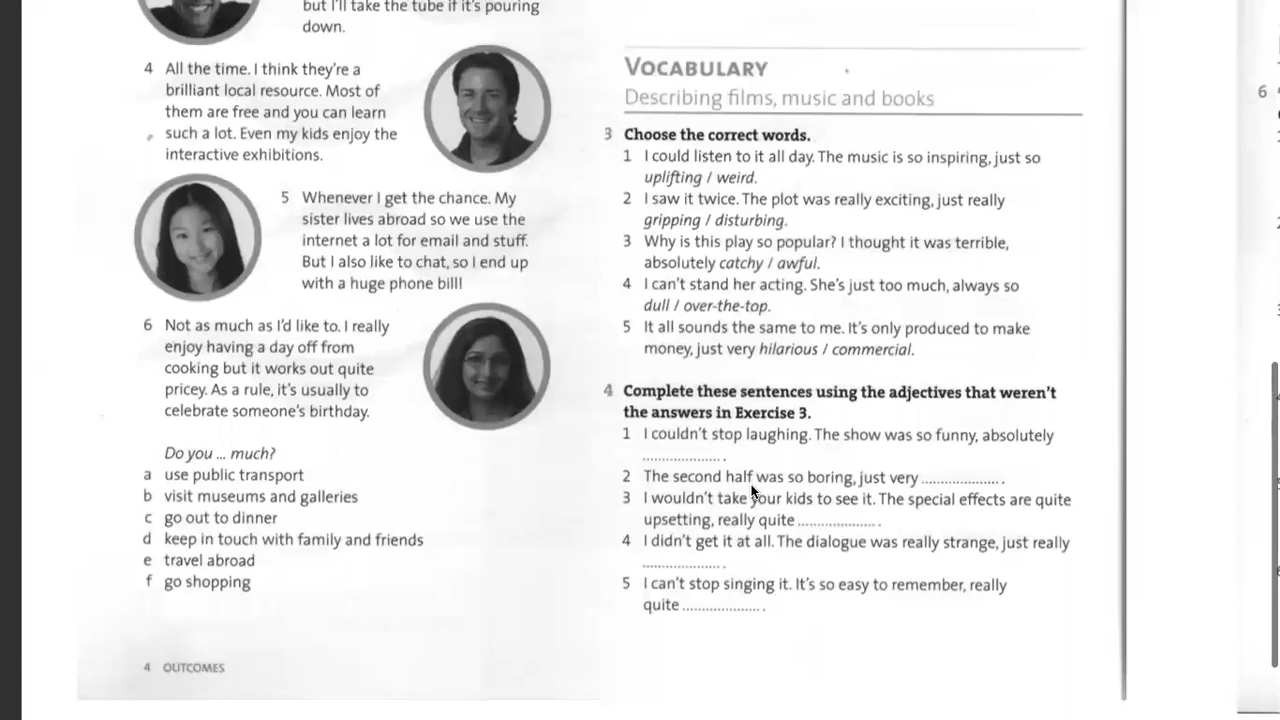 but I'll take the tube if it's pouring
down.
4 All the time. I think they're a
brilliant local resource. Most of
them are free and you can learn
such a lot. Even my kids enjoy the
interactive exhibitions.
5 Whenever I get the chance. My
sister lives abroad so we use the
internet a lot for email and stuff.
But I also like to chat, so I end up
with a huge phone bill!
6 Not as much as I'd like to. I really
enjoy having a day off from
cooking but it works out quite
pricey. As a rule, it's usually to
celebrate someone's birthday.
Do you ... much?
a use public transport
b visit museums and galleries
c go out to dinner
d keep in touch with family and friends
e travel abroad
f go shopping
4 OUTCOMES
VOCABULARY
Describing films, music and books
3 Choose the correct words.
1 I could listen to it all day. The music is so inspiring, just so
uplifting / weird.
2 I saw it twice. The plot was really exciting, just really
gripping / disturbing.
3 Why is this play so popular? I thought it was terrible,
absolutely catchy / awful.
4 I can't stand her acting. She's just too much, always so
dull / over-the-top.
5 It all sounds the same to me. It's only produced to make
money, just very hilarious / commercial.
4 Complete these sentences using the adjectives that weren't
the answers in Exercise 3.
1 I couldn't stop laughing. The show was so funny, absolutely
..................... .
2 The second half was so boring, just very ..................... .
3 I wouldn't take your kids to see it. The special effects are quite
upsetting, really quite ..................... .
4 I didn't get it at all. The dialogue was really strange, just really
..................... .
5 I can't stop singing it. It's so easy to remember, really
quite ..................... .
6